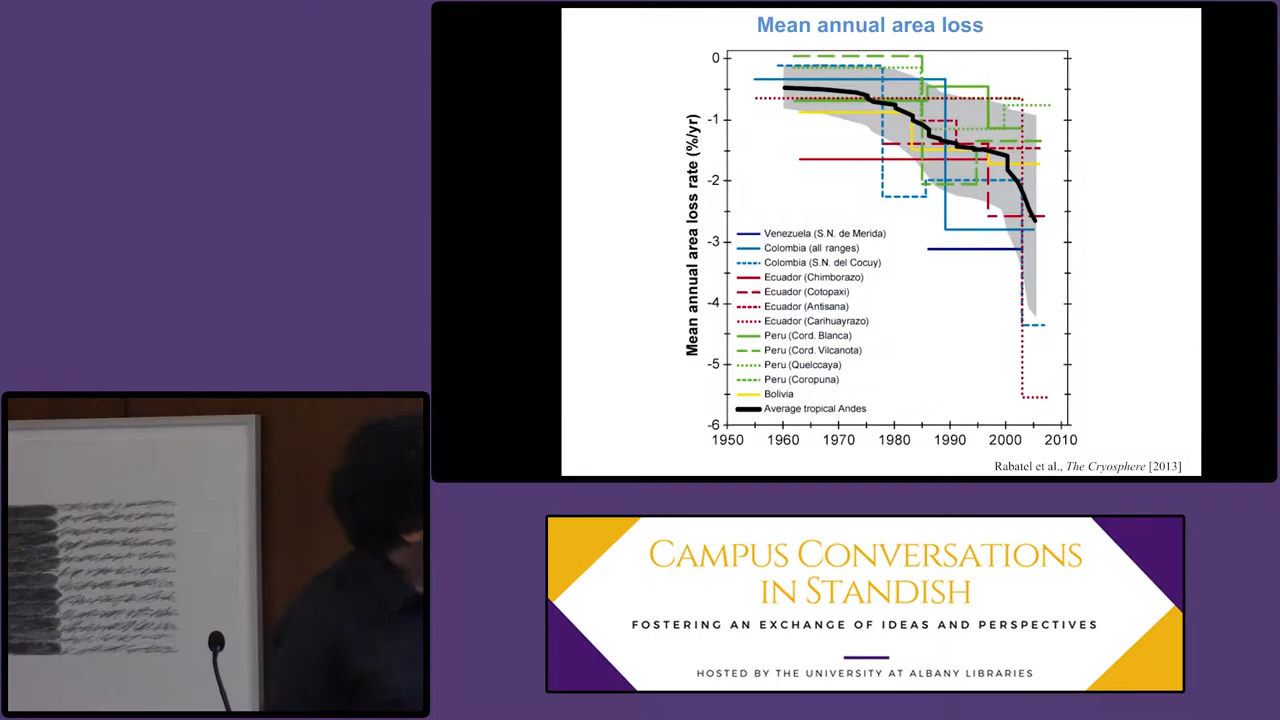 Mean annual area loss
Mean annual area loss rate (%/yr)
0
-1
-2
-3
-4
-5
-6
Venezuela (S.N. de Merida)
Colombia (all ranges)
Colombia (S.N. del Cocuy)
Ecuador (Chimborazo)
Ecuador (Cotopaxi)
Ecuador (Antisana)
Ecuador (Carihuayrazo)
Peru (Cord. Blanca)
Peru (Cord. Vilcanota)
Peru (Quelccaya)
Peru (Coropuna)
Bolivia
Average tropical Andes
1950 1960 1970 1980 1990 2000 2010
Rabatel et al., The Cryosphere [2013]
CAMPUS CONVERSATIONS
IN STANDISH
FOSTERING AN EXCHANGE OF IDEAS AND PERSPECTIVES
HOSTED BY THE UNIVERSITY AT ALBANY LIBRARIES